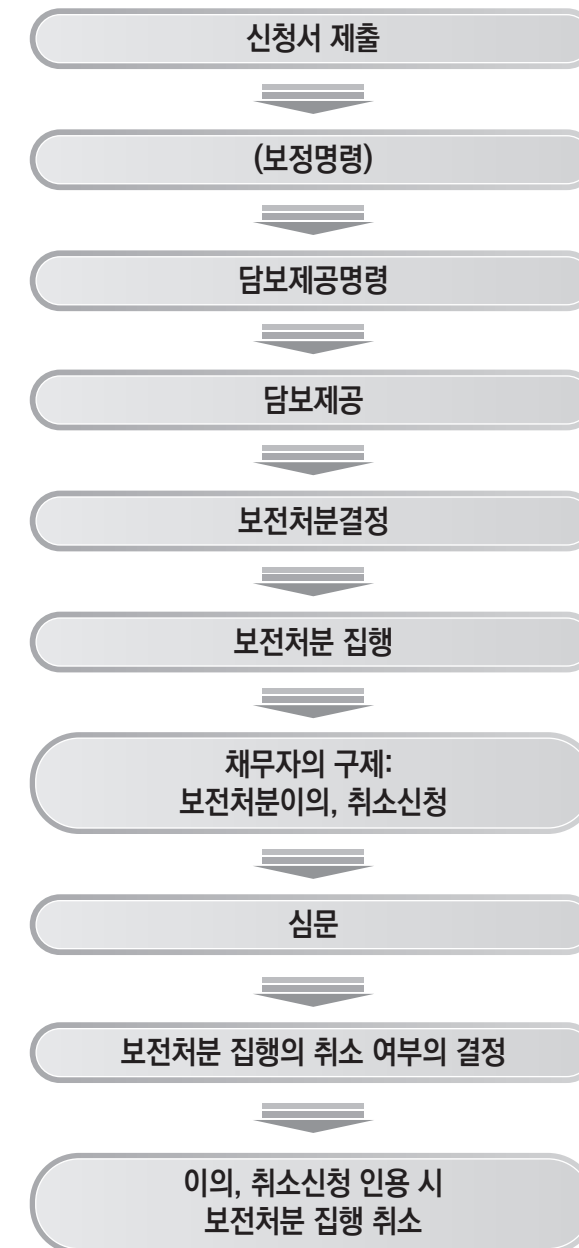 신청서 제출
(보정명령)
담보제공명령
담보제공
보전처분결정
보전처분 집행
채무자의 구제:
보전처분이의, 취소신청
심문
보전처분 집행의 취소 여부의 결정
이의, 취소신청 인용 시
보전처분 집행 취소